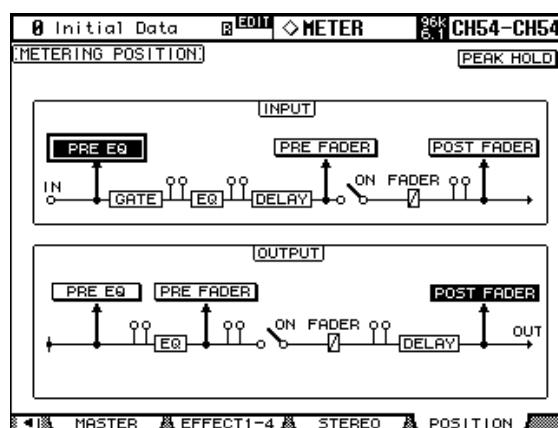 0 Initial Data EDIT METER 96k 6.1 CH54-CH54
METERING POSITION
PEAK HOLD
INPUT
PRE EQ PRE FADER POST FADER
IN GATE EQ DELAY ON FADER
OUTPUT
PRE EQ PRE FADER POST FADER
EQ ON FADER DELAY OUT
MASTER EFFECT1-4 STEREO POSITION